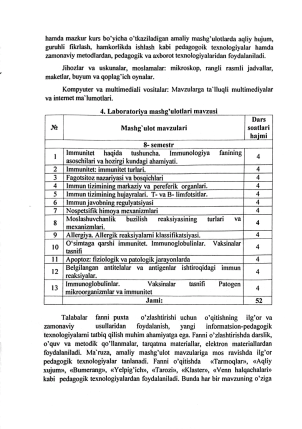 hamda mazkur kurs bo'yicha o'tkaziladigan amaliy mashg'ulotlarda aqliy hujum,
guruhli fikrlash, hamkorlikda ishlash kabi pedagogik texnologiyalar hamda
zamonaviy metodlardan, pedagogik va axborot texnologiyalaridan foydalaniladi.
Jihozlar va uskunalar, moslamalar: mikroskop, rangli rasmli jadvallar,
maketlar, buyum va qoplag'ich oynalar.
Kompyuter va multimediali vositalar: Mavzularga ta'lluqli multimediyalar
va internet ma'lumotlari.
4. Laboratoriya mashg'ulotlari mavzusi
№ Mashg'ulot mavzulari Dars soatlari hajmi
8- semestr
1 Immunitet haqida tushuncha. Immunologiya fanining
asoschilari va hozirgi kundagi ahamiyati. 4
2 Immunitet: immunitet turlari. 4
3 Fagotsitoz nazariyasi va bosqichlari 4
4 Immun tizimining markaziy va pereferik organlari. 4
5 Immun tizimining hujayralari. T- va B- limfotsitlar. 4
6 Immun javobning regulyatsiyasi 4
7 Nospetsifik himoya mexanizmlari 4
8 Moslashuvchanlik buzilish reaksiyasining turlari va
mexanizmlari. 4
9 Allergiya. Allergik reaksiyalarni klassifikatsiyasi. 4
10 O'simtaga qarshi immunitet. Immunoglobulinlar. Vaksinalar
tasnifi 4
11 Apoptoz: fiziologik va patologik jarayonlarda 4
12 Belgilangan antitelalar va antigenlar ishtiroqidagi immun
reaksiyalar. 4
13 Immunoglobulinlar. Vaksinalar tasnifi Patogen
mikroorganizmlar va immunitet 4
Jami: 52
Talabalar fanni puxta o'zlashtirishi uchun o'qitishning ilg'or va
zamonaviy usullaridan foydalanish, yangi information-pedagogik
texnologiyalarni tatbiq qilish muhim ahamiyatga ega. Fanni o'zlashtirishda darslik,
o'quv va metodik qo'llanmalar, tarqatma materiallar, elektron materiallardan
foydalaniladi. Ma'ruza, amaliy mashg'ulot mavzulariga mos ravishda ilg'or
pedagogik texnologiyalar tanlanadi. Fanni o'qitishda «Tarmoqlar», «Aqliy
xujum», «Bumerang», «Yelpig'ich», «Tarozi», «Klaster», «Venn halqachalari»
kabi pedagogik texnologiyalardan foydalaniladi. Bunda har bir mavzuning o'ziga